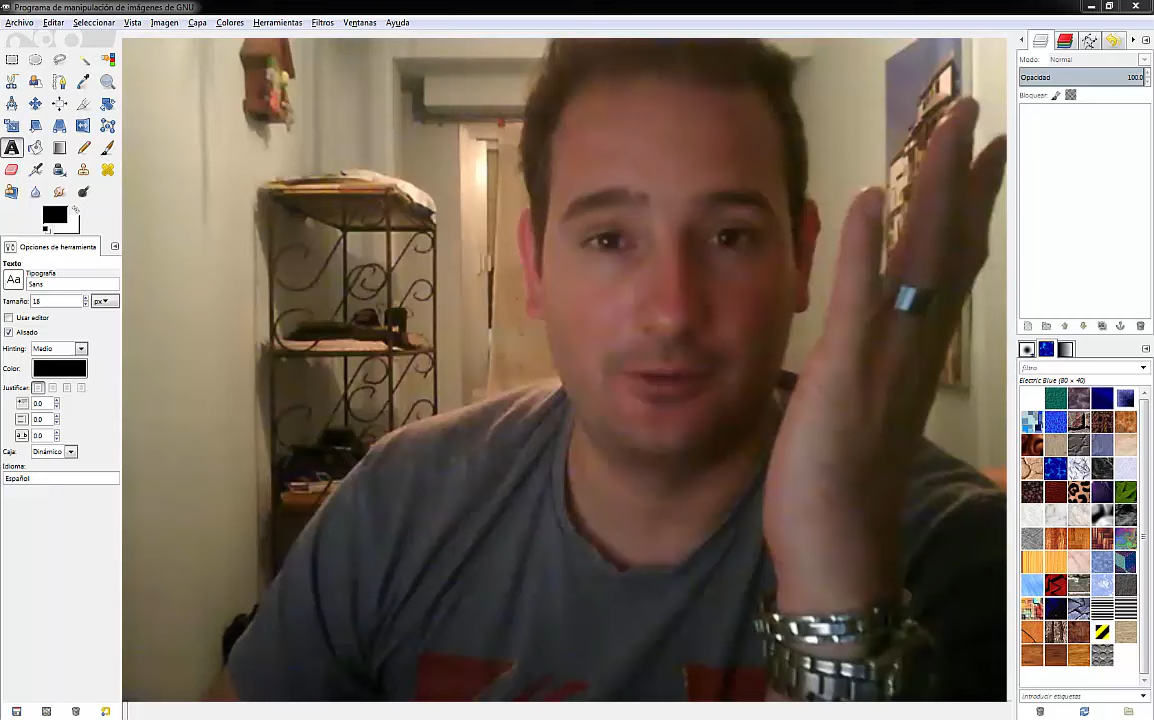 Programa de manipulación de imágenes de GNU
Archivo Editar Seleccionar Vista Imagen Capa Colores Herramientas Filtros Ventanas Ayuda
Opciones de herramienta
Texto
Tipografía
Aa Sans
Tamaño: 18 px
Usar editor
Alisado
Hinting: Medio
Color:
Justificar:
0.0
0.0
0.0
Caja: Dinámico
Idioma:
Español
Modo: Normal
Opacidad 100.0
Bloquear:
filtro
Electric Blue (80 × 40)
introducir etiquetas